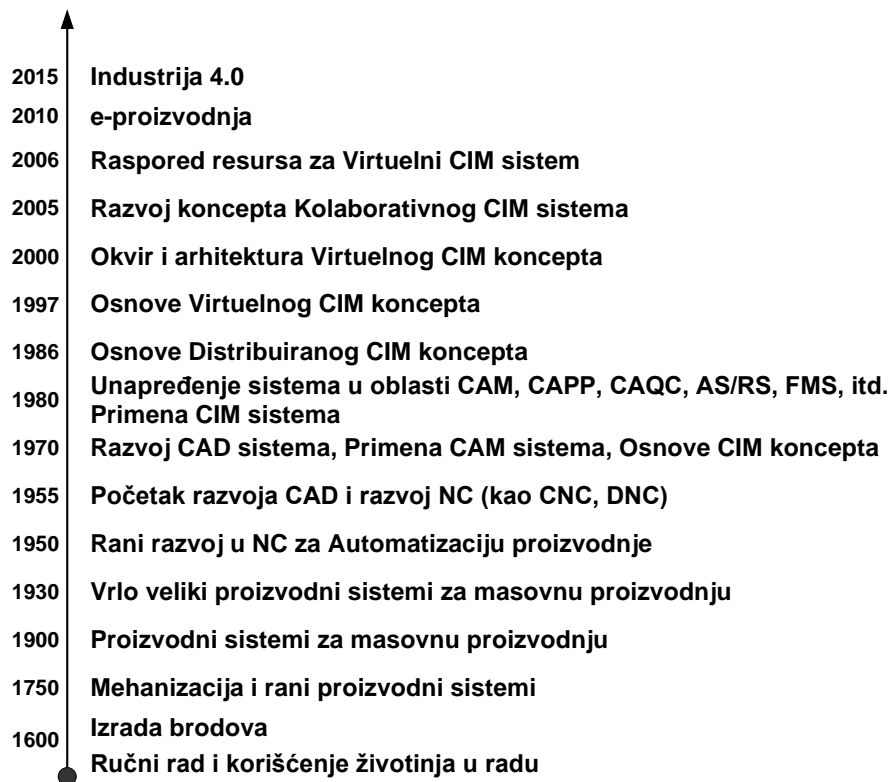 2015 Industrija 4.0
2010 e-proizvodnja
2006 Raspored resursa za Virtuelni CIM sistem
2005 Razvoj koncepta Kolaborativnog CIM sistema
2000 Okvir i arhitektura Virtuelnog CIM koncepta
1997 Osnove Virtuelnog CIM koncepta
1986 Osnove Distribuiranog CIM koncepta
1980 Unapređenje sistema u oblasti CAM, CAPP, CAQC, AS/RS, FMS, itd.
Primena CIM sistema
1970 Razvoj CAD sistema, Primena CAM sistema, Osnove CIM koncepta
1955 Početak razvoja CAD i razvoj NC (kao CNC, DNC)
1950 Rani razvoj u NC za Automatizaciju proizvodnje
1930 Vrlo veliki proizvodni sistemi za masovnu proizvodnju
1900 Proizvodni sistemi za masovnu proizvodnju
1750 Mehanizacija i rani proizvodni sistemi
1600 Izrada brodova
Ručni rad i korišćenje životinja u radu